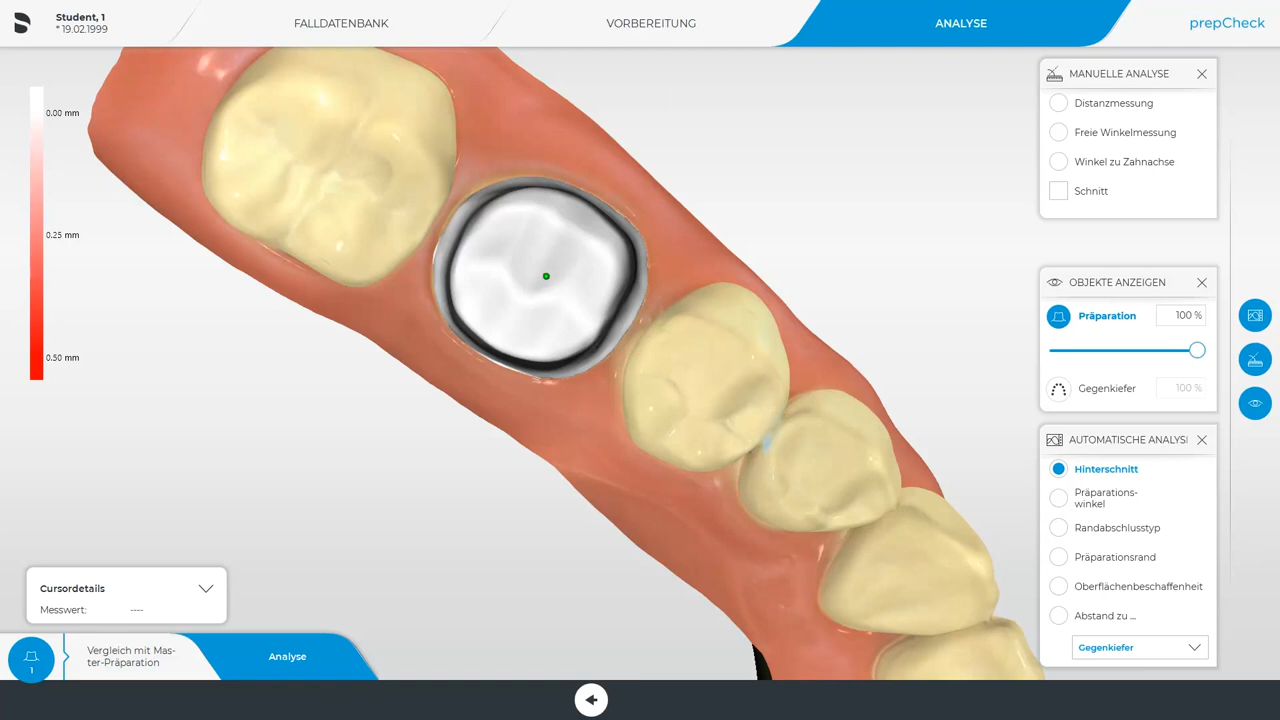 Student, 1
* 19.02.1999
FALLDATENBANK
VORBEREITUNG
ANALYSE
prepCheck
0.00 mm
0.25 mm
0.50 mm
MANUELLE ANALYSE
Distanzmessung
Freie Winkelmessung
Winkel zu Zahnachse
Schnitt
OBJEKTE ANZEIGEN
Präparation
100 %
Gegenkiefer
100 %
AUTOMATISCHE ANALYS
Hinterschnitt
Präparations-
winkel
Randabschlusstyp
Präparationsrand
Oberflächenbeschaffenheit
Abstand zu ...
Gegenkiefer
Cursordetails
Messwert: ----
1
Vergleich mit Mas-
ter-Präparation
Analyse